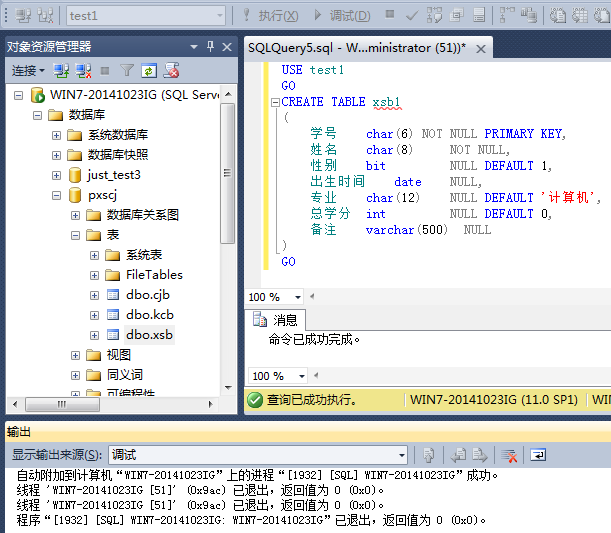 test1
执行(X)
调试(D)
对象资源管理器
连接
WIN7-20141023IG (SQL Serve
数据库
系统数据库
数据库快照
just_test3
pxscj
数据库关系图
表
系统表
FileTables
dbo.cjb
dbo.kcb
dbo.xsb
视图
同义词
可编程性
SQLQuery5.sql - W...ministrator (51))*
USE test1
GO
CREATE TABLE xsb1
(
学号 char(6) NOT NULL PRIMARY KEY,
姓名 char(8) NOT NULL,
性别 bit NULL DEFAULT 1,
出生时间 date NULL,
专业 char(12) NULL DEFAULT '计算机',
总学分 int NULL DEFAULT 0,
备注 varchar(500) NULL
)
GO
100 %
消息
命令已成功完成。
100 %
查询已成功执行。 WIN7-20141023IG (11.0 SP1) WIN
输出
显示输出来源(S): 调试
自动附加到计算机“WIN7-20141023IG”上的进程“[1932] [SQL] WIN7-20141023IG”成功。
线程 'WIN7-20141023IG [51]' (0x9ac) 已退出，返回值为 0 (0x0)。
线程 'WIN7-20141023IG [51]' (0x9ac) 已退出，返回值为 0 (0x0)。
程序“[1932] [SQL] WIN7-20141023IG: WIN7-20141023IG”已退出，返回值为 0 (0x0)。